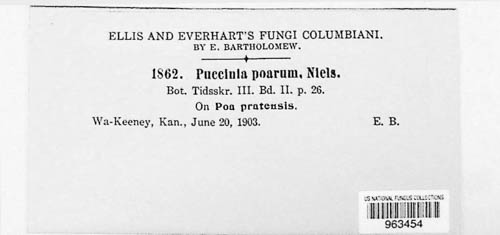 ELLIS AND EVERHART'S FUNGI COLUMBIANI.
BY E. BARTHOLOMEW.
1862. Puccinia poarum, Niels.
Bot. Tidsskr. III. Bd. II. p. 26.
On Poa pratensis.
Wa-Keeney, Kan., June 20, 1903. E. B.
US NATIONAL FUNGUS COLLECTIONS
963454